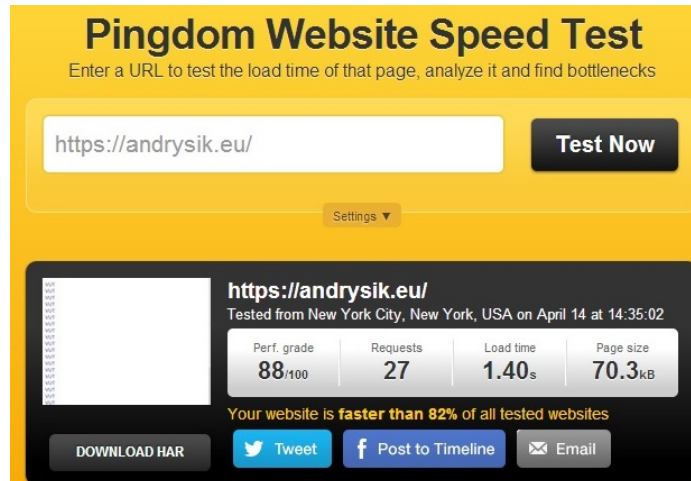 Pingdom Website Speed Test
Enter a URL to test the load time of that page, analyze it and find bottlenecks
https://andrysik.eu/
Test Now
Settings ▼
https://andrysik.eu/
Tested from New York City, New York, USA on April 14 at 14:35:02
Perf. grade Requests Load time Page size
88/100 27 1.40s 70.3kB
Your website is faster than 82% of all tested websites
DOWNLOAD HAR
Tweet
Post to Timeline
Email